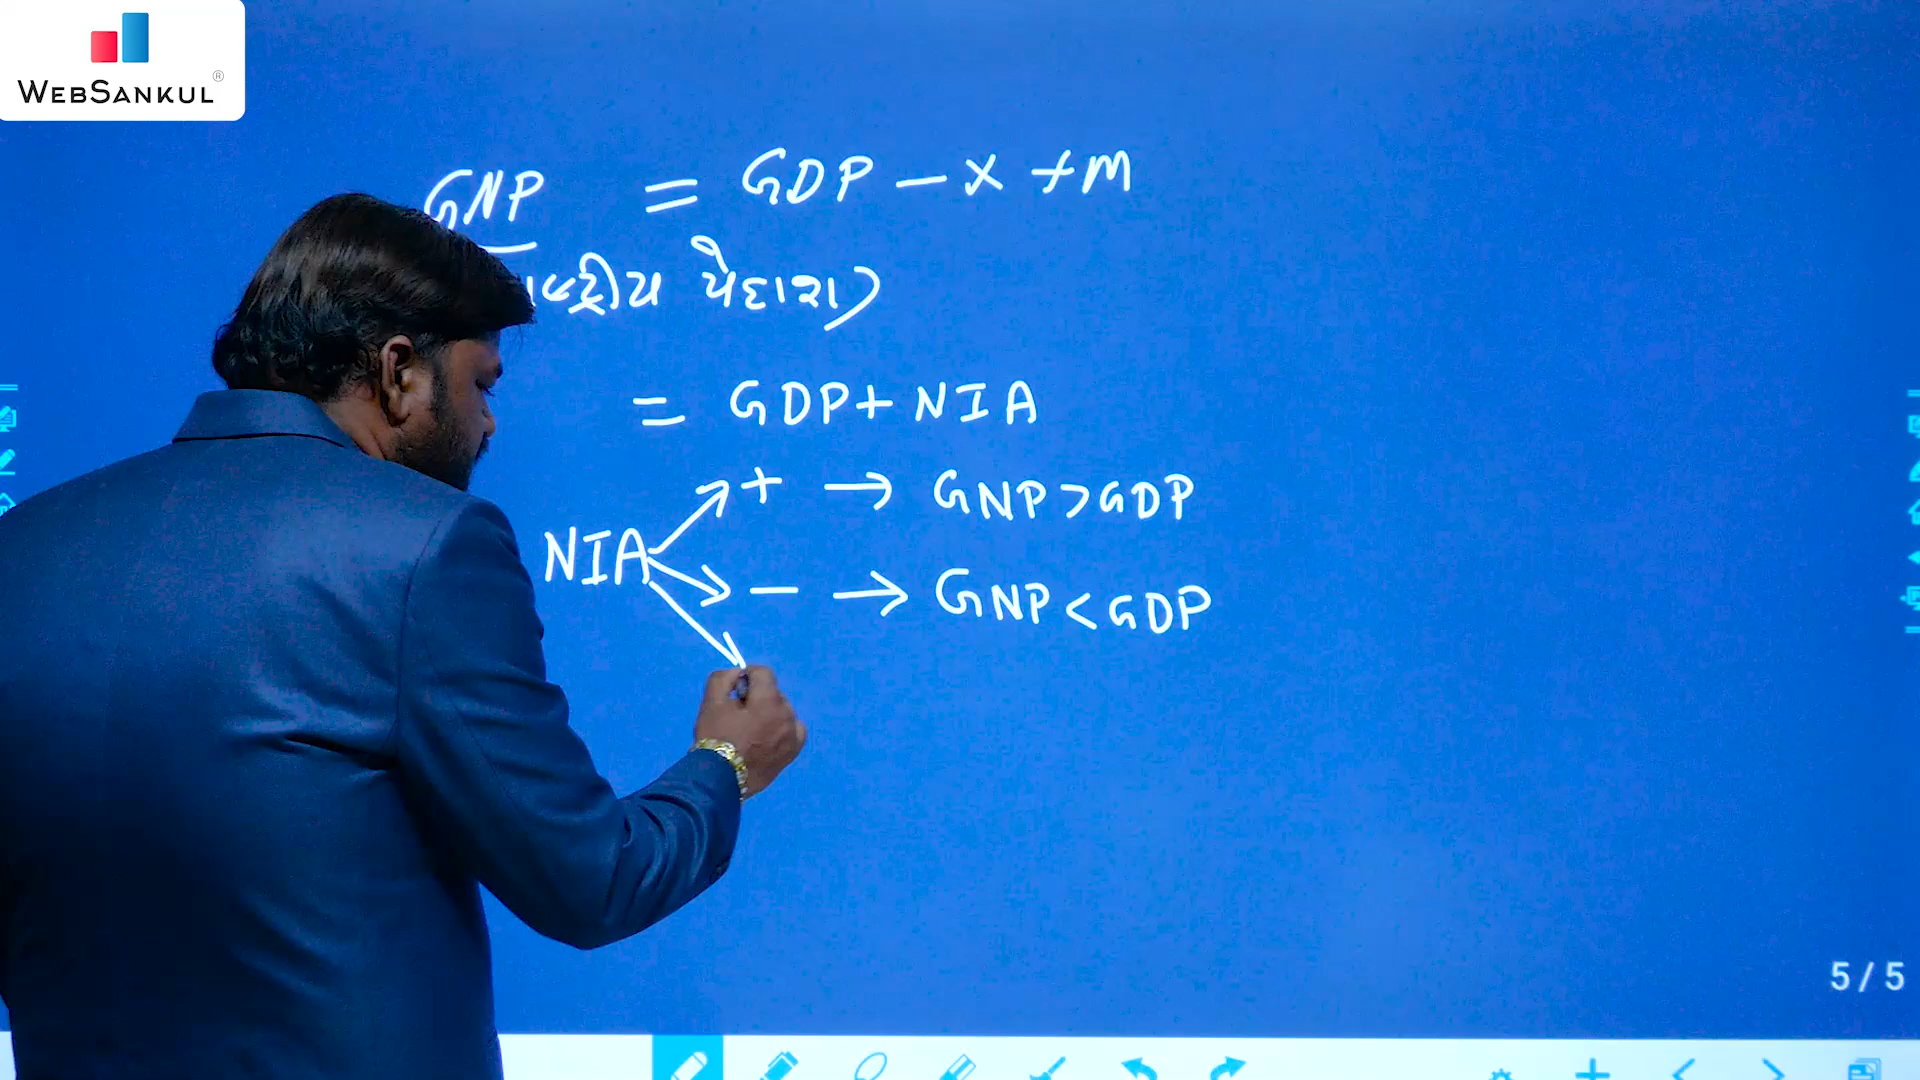 WEBSANKUL®
GNP = GDP - X + M
પેદાશ)
= GDP + NIA
NIA
+ → GNP > GDP
- → GNP < GDP
5 / 5